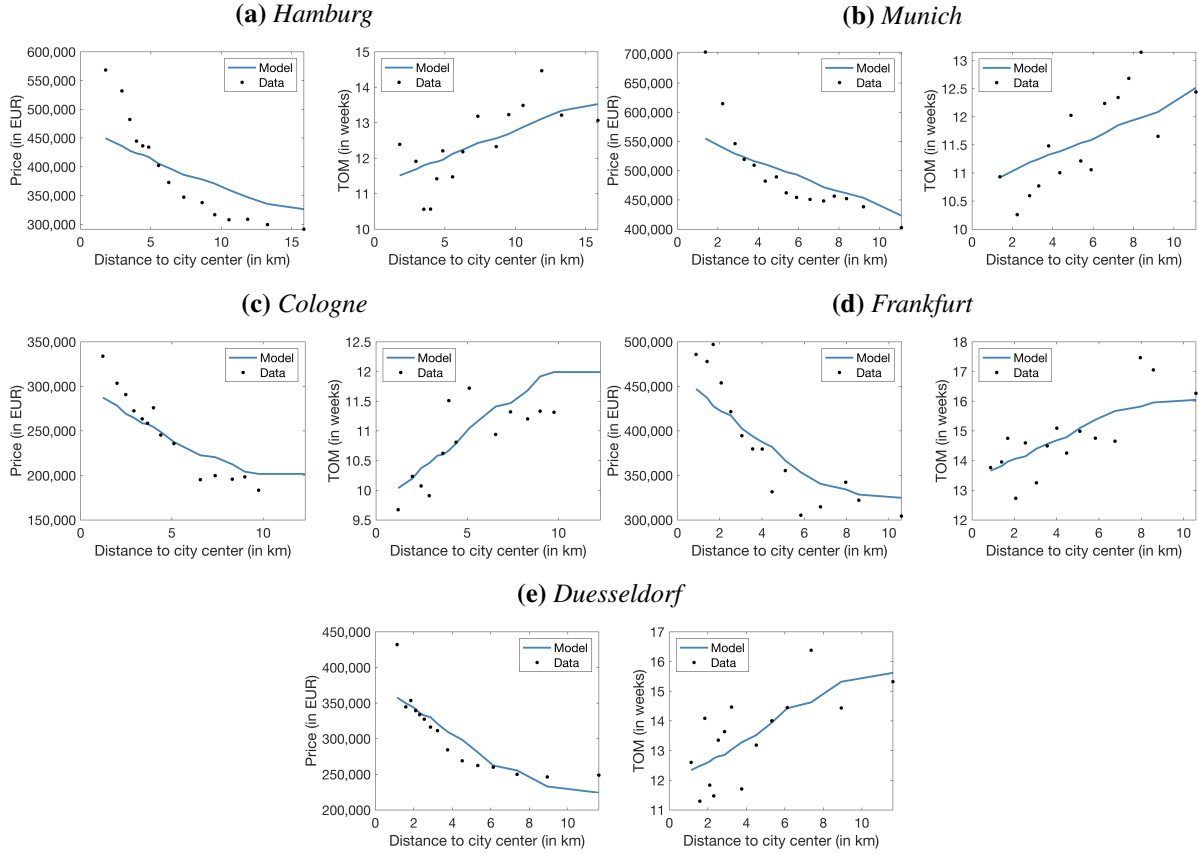 (a) Hamburg
600,000
550,000
500,000
450,000
400,000
350,000
300,000
0
5
10
15
Price (in EUR)
Distance to city center (in km)
Model
Data
15
14
13
12
11
10
0
5
10
15
TOM (in weeks)
Distance to city center (in km)
Model
Data
(b) Munich
700,000
650,000
600,000
550,000
500,000
450,000
400,000
0
2
4
6
8
10
Price (in EUR)
Distance to city center (in km)
Model
Data
13
12.5
12
11.5
11
10.5
10
0
2
4
6
8
10
TOM (in weeks)
Distance to city center (in km)
Model
Data
(c) Cologne
350,000
300,000
250,000
200,000
150,000
0
5
10
Price (in EUR)
Distance to city center (in km)
Model
Data
12.5
12
11.5
11
10.5
10
9.5
0
5
10
TOM (in weeks)
Distance to city center (in km)
Model
Data
(d) Frankfurt
500,000
450,000
400,000
350,000
300,000
0
2
4
6
8
10
Price (in EUR)
Distance to city center (in km)
Model
Data
18
17
16
15
14
13
12
0
2
4
6
8
10
TOM (in weeks)
Distance to city center (in km)
Model
Data
(e) Duesseldorf
450,000
400,000
350,000
300,000
250,000
200,000
0
2
4
6
8
10
Price (in EUR)
Distance to city center (in km)
Model
Data
17
16
15
14
13
12
11
0
2
4
6
8
10
TOM (in weeks)
Distance to city center (in km)
Model
Data